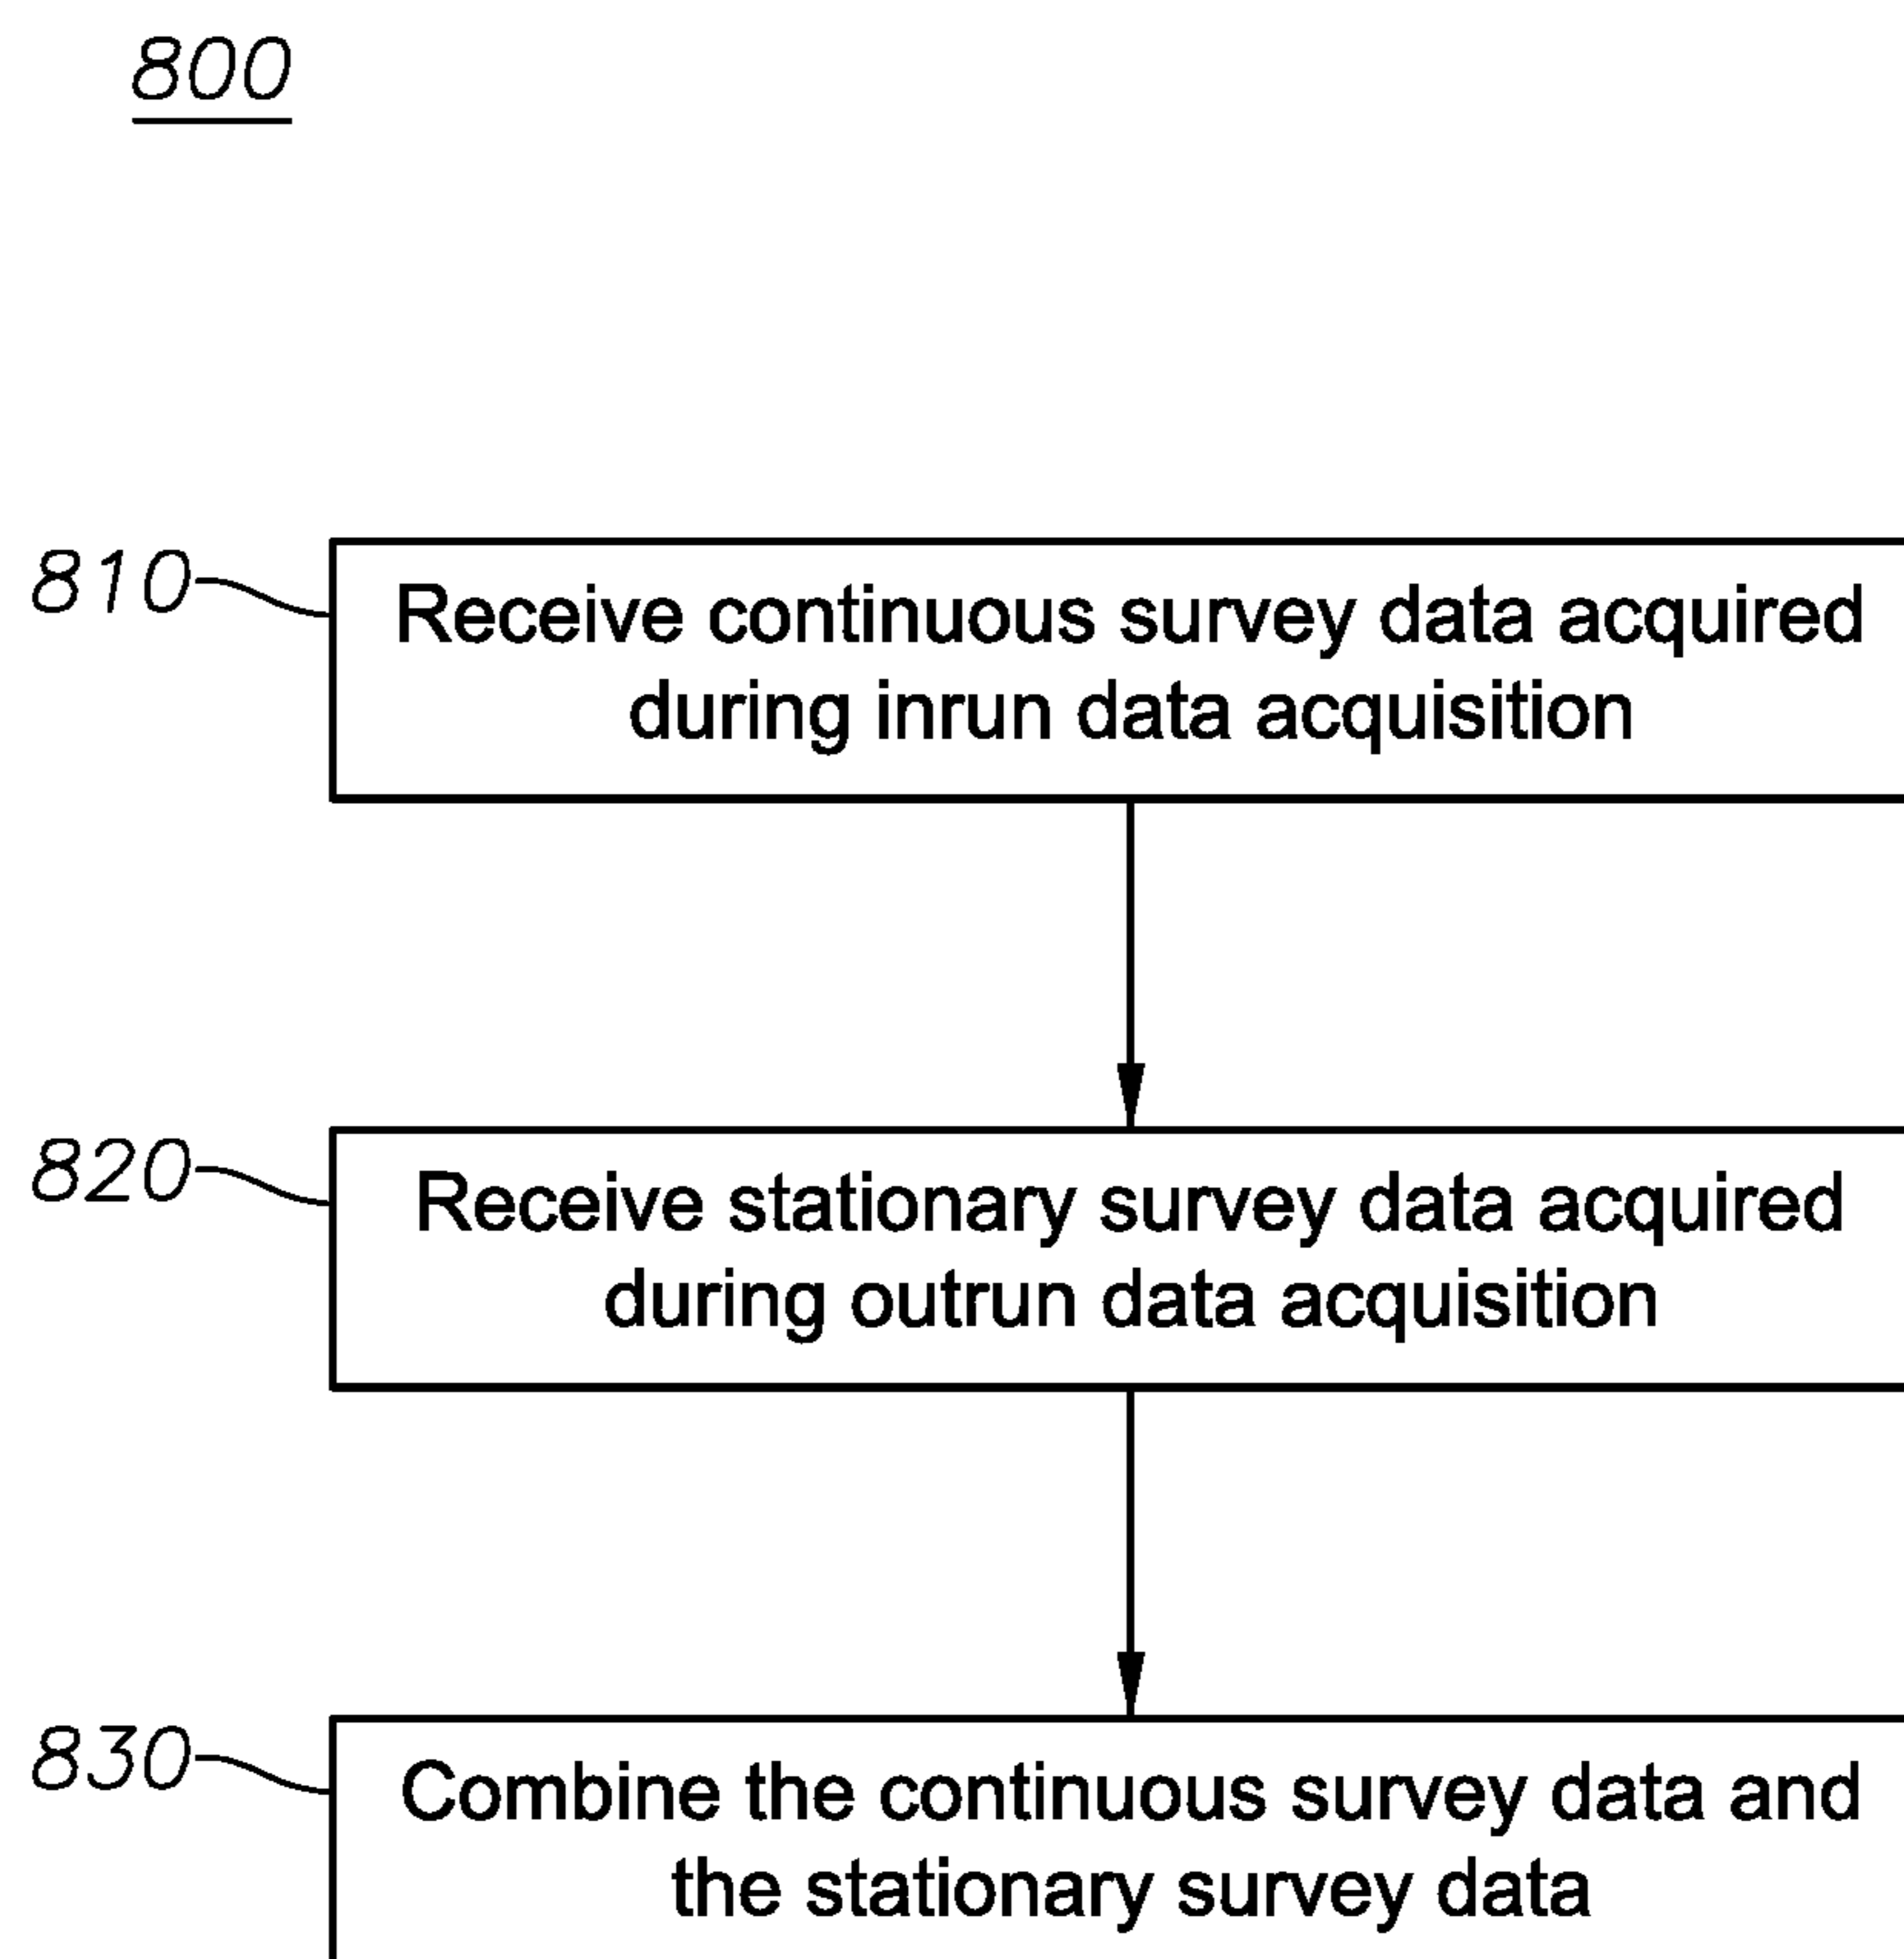 800
810
Receive continuous survey data acquired
during inrun data acquisition
820
Receive stationary survey data acquired
during outrun data acquisition
830
Combine the continuous survey data and
the stationary survey data